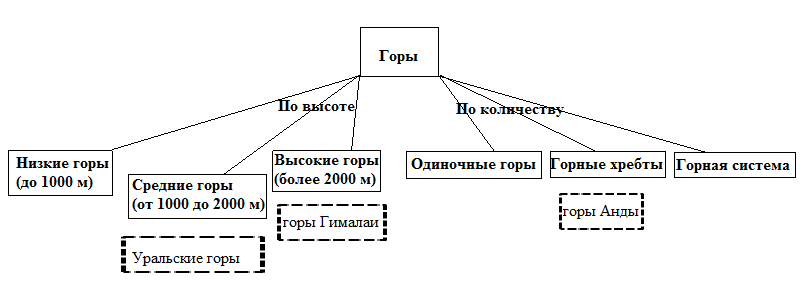 Горы
По высоте
По количеству
Низкие горы
(до 1000 м)
Средние горы
(от 1000 до 2000 м)
Высокие горы
(более 2000 м)
Одиночные горы
Горные хребты
Горная система
горы Гималаи
горы Анды
Уральские горы